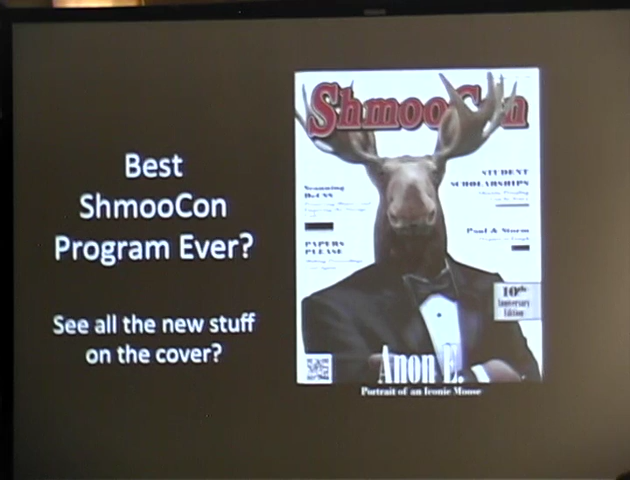 Best
ShmooCon
Program Ever?
See all the new stuff
on the cover?
ShmooCon
STUDENT
SCHOLARSHIPS
PAPERS
PLEASE
Paul & Storm
10th
Anniversary
Edition
Anon E.
Portrait of an Iconic Moose